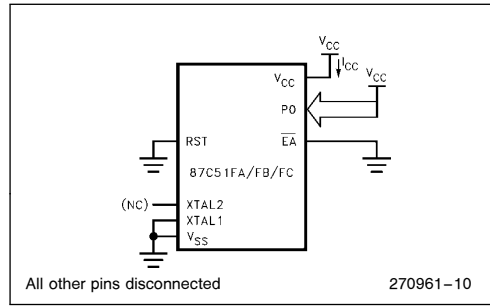 V_CC
I_CC
V_CC
V_CC
P0
RST
E̅A̅
87C51FA/FB/FC
(NC)
XTAL2
XTAL1
V_SS
All other pins disconnected
270961–10